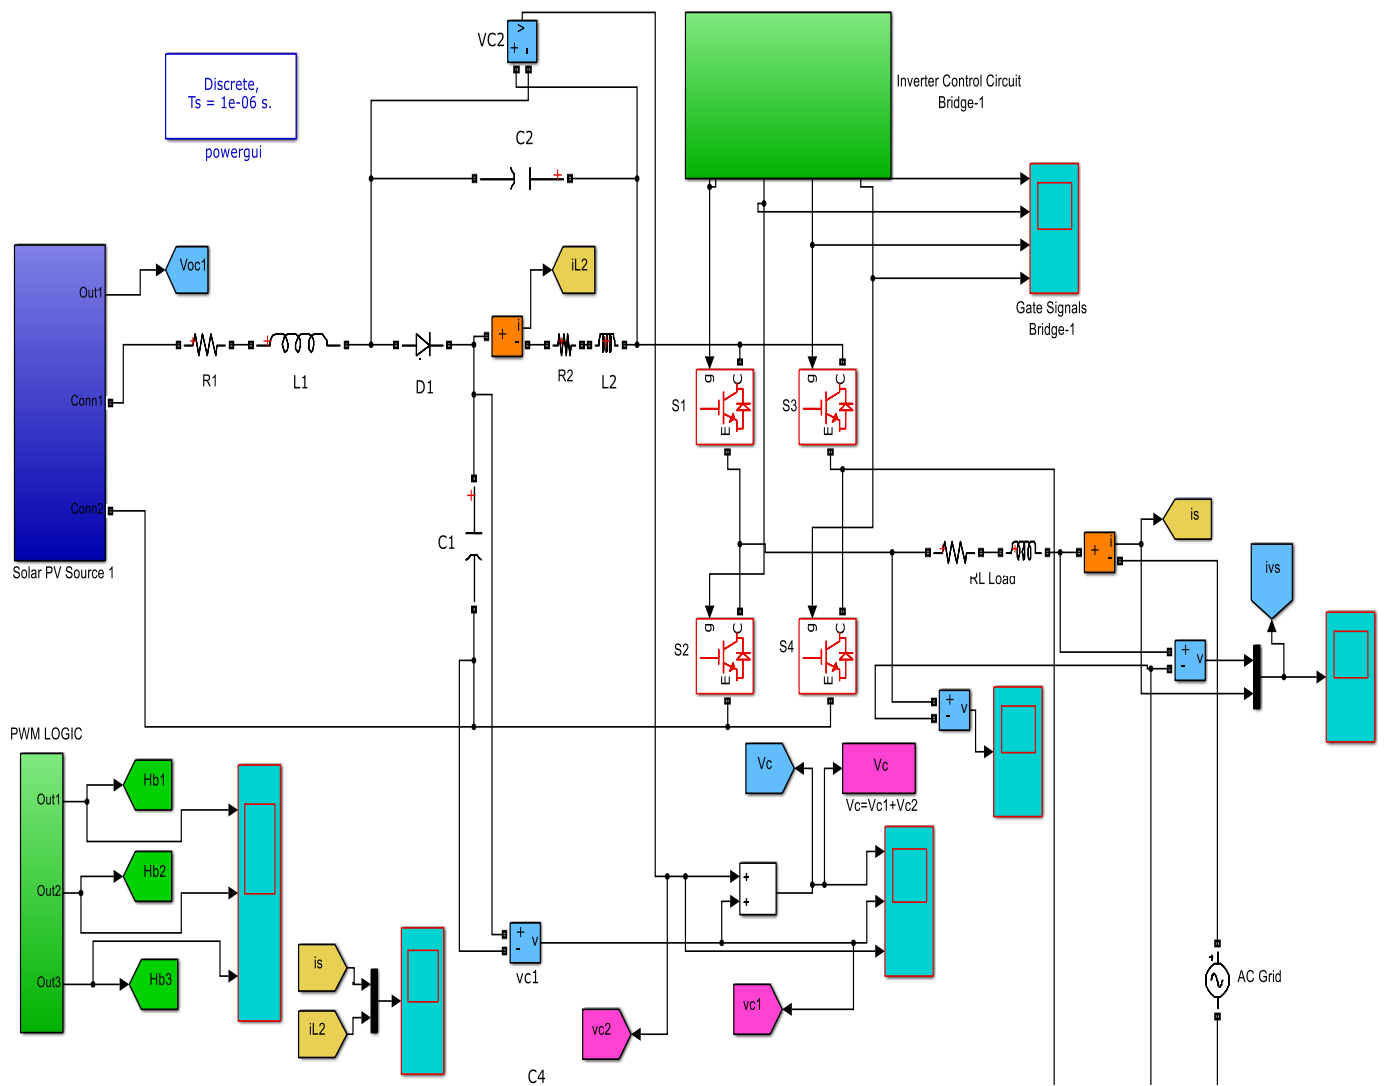 VC2
+ -
Discrete,
Ts = 1e-06 s.
powergui
C2
+
Inverter Control Circuit
Bridge-1
Gate Signals
Bridge-1
Voc1
iL2
Out1
Conn1
Conn2
Solar PV Source 1
+
R1
+
L1
D1
+
i
-
+
R2
+
L2
S1
g
C
E
S3
g
C
E
+
C1
S2
g
C
E
S4
g
C
E
+
+
RL Load
+
i
-
is
ivs
+
-
v
+
-
v
PWM LOGIC
Out1
Out2
Out3
Hb1
Hb2
Hb3
is
iL2
Vc
Vc
Vc=Vc1+Vc2
+
+
+
-
v
vc1
vc2
vc1
+
AC Grid
C4